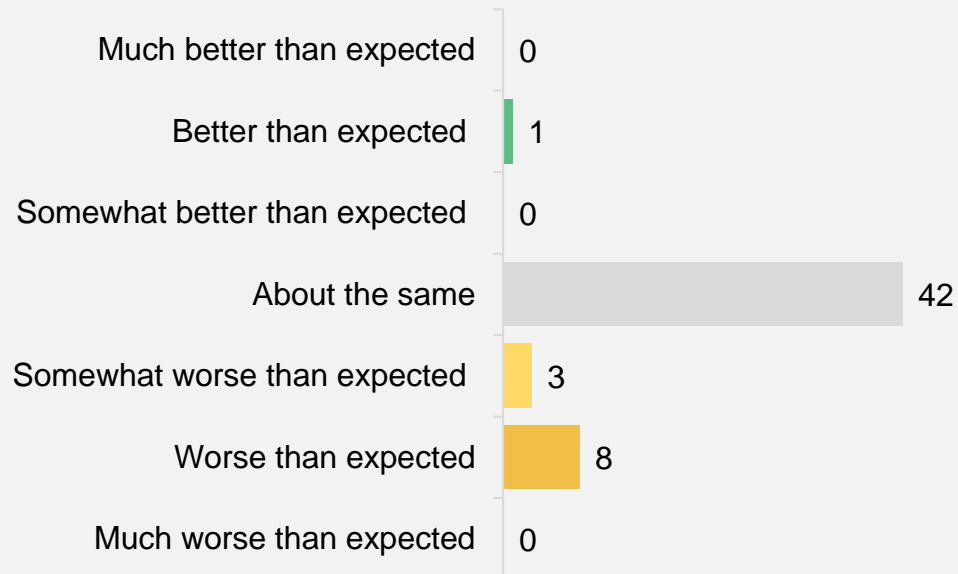 Much better than expected 0
Better than expected 1
Somewhat better than expected 0
About the same 42
Somewhat worse than expected 3
Worse than expected 8
Much worse than expected 0